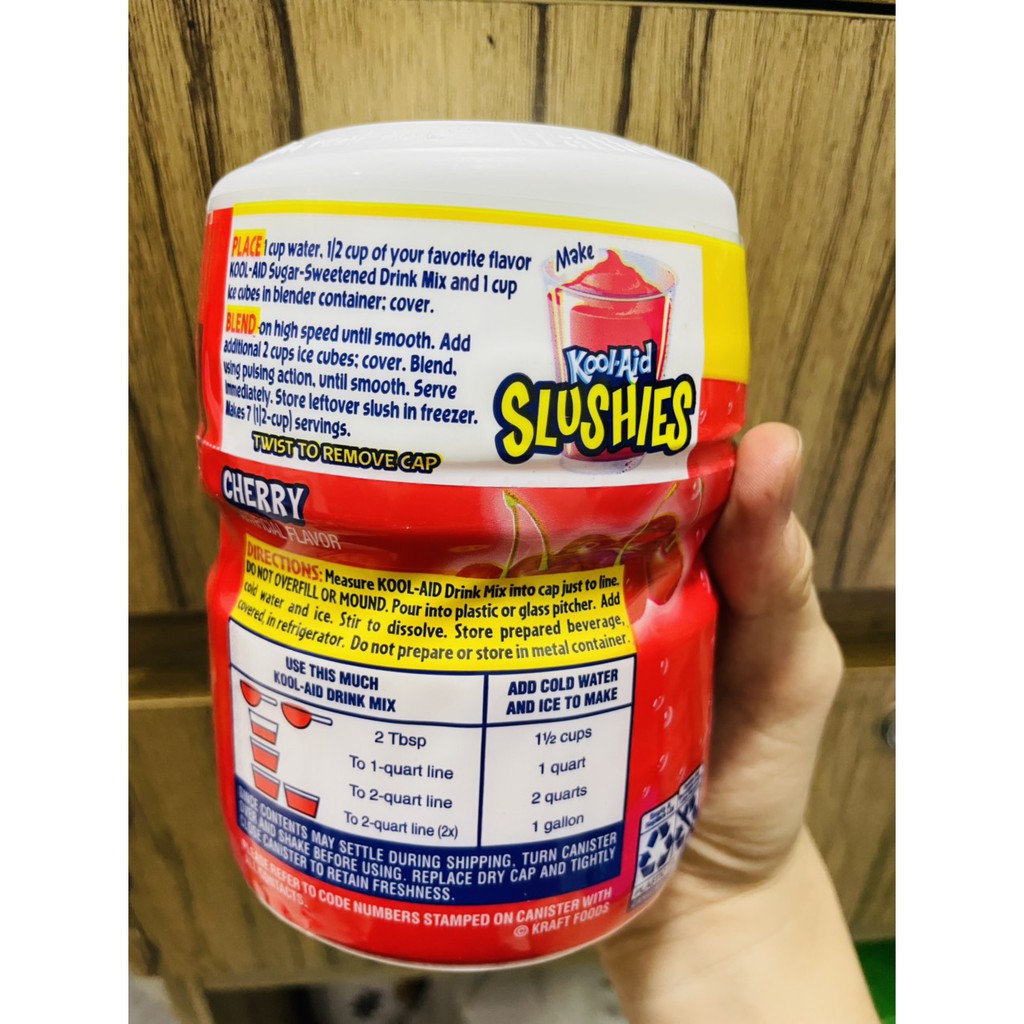 PLACE 1 cup water, 1/2 cup of your favorite flavor
KOOL-AID Sugar-Sweetened Drink Mix and 1 cup
ice cubes in blender container; cover.
BLEND on high speed until smooth. Add
additional 2 cups ice cubes; cover. Blend,
using pulsing action, until smooth. Serve
immediately. Store leftover slush in freezer.
Makes 7 (1/2-cup) servings.
Make
Kool-Aid
SLUSHIES
TWIST TO REMOVE CAP
CHERRY
ARTIFICIAL FLAVOR
DIRECTIONS: Measure KOOL-AID Drink Mix into cap just to line.
DO NOT OVERFILL OR MOUND. Pour into plastic or glass pitcher. Add
cold water and ice. Stir to dissolve. Store prepared beverage,
covered, in refrigerator. Do not prepare or store in metal container.
USE THIS MUCH
KOOL-AID DRINK MIX
ADD COLD WATER
AND ICE TO MAKE
2 Tbsp 1½ cups
To 1-quart line 1 quart
To 2-quart line 2 quarts
To 2-quart line (2x) 1 gallon
SINCE CONTENTS MAY SETTLE DURING SHIPPING, TURN CANISTER
OVER AND SHAKE BEFORE USING. REPLACE DRY CAP AND TIGHTLY
CLOSE CANISTER TO RETAIN FRESHNESS.
PLEASE REFER TO CODE NUMBERS STAMPED ON CANISTER WITH
ALL CONTACTS.
© KRAFT FOODS